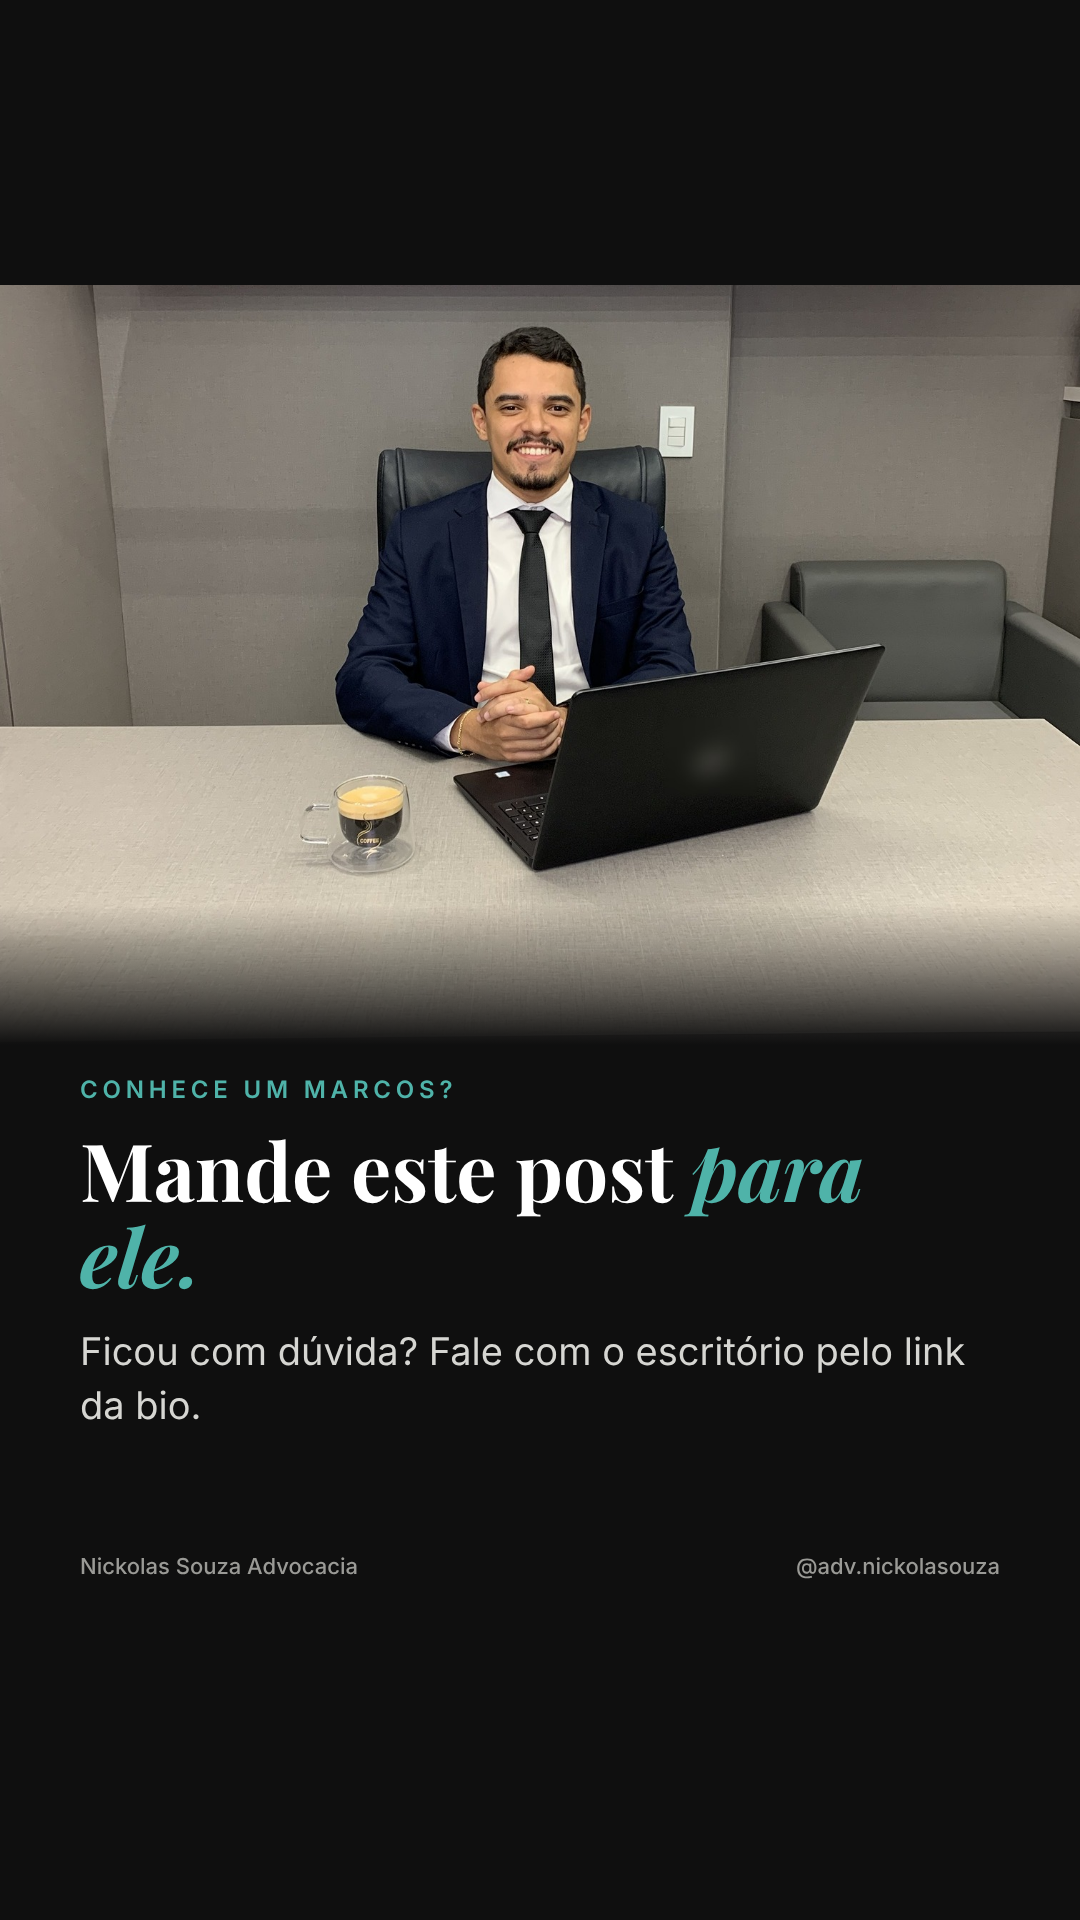 COFFEE
CONHECE UM MARCOS?
Mande este post para
ele.
Ficou com dúvida? Fale com o escritório pelo link
da bio.
Nickolas Souza Advocacia
@adv.nickolasouza